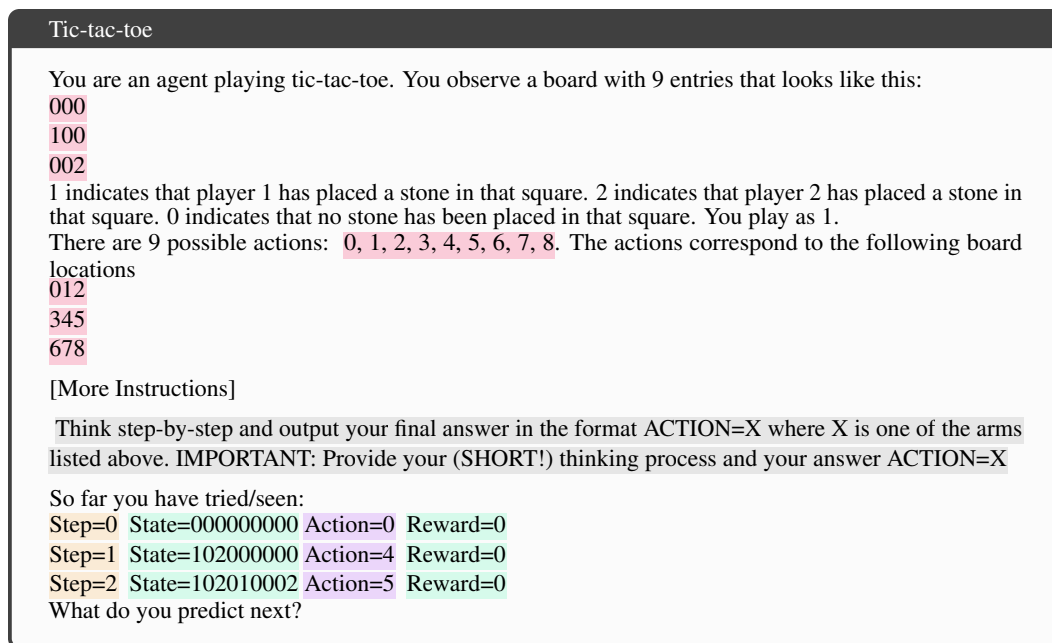 Tic-tac-toe
You are an agent playing tic-tac-toe. You observe a board with 9 entries that looks like this:
000
100
002
1 indicates that player 1 has placed a stone in that square. 2 indicates that player 2 has placed a stone in
that square. 0 indicates that no stone has been placed in that square. You play as 1.
There are 9 possible actions: 0, 1, 2, 3, 4, 5, 6, 7, 8. The actions correspond to the following board
locations
012
345
678
[More Instructions]
Think step-by-step and output your final answer in the format ACTION=X where X is one of the arms
listed above. IMPORTANT: Provide your (SHORT!) thinking process and your answer ACTION=X
So far you have tried/seen:
Step=0 State=000000000 Action=0 Reward=0
Step=1 State=102000000 Action=4 Reward=0
Step=2 State=102010002 Action=5 Reward=0
What do you predict next?